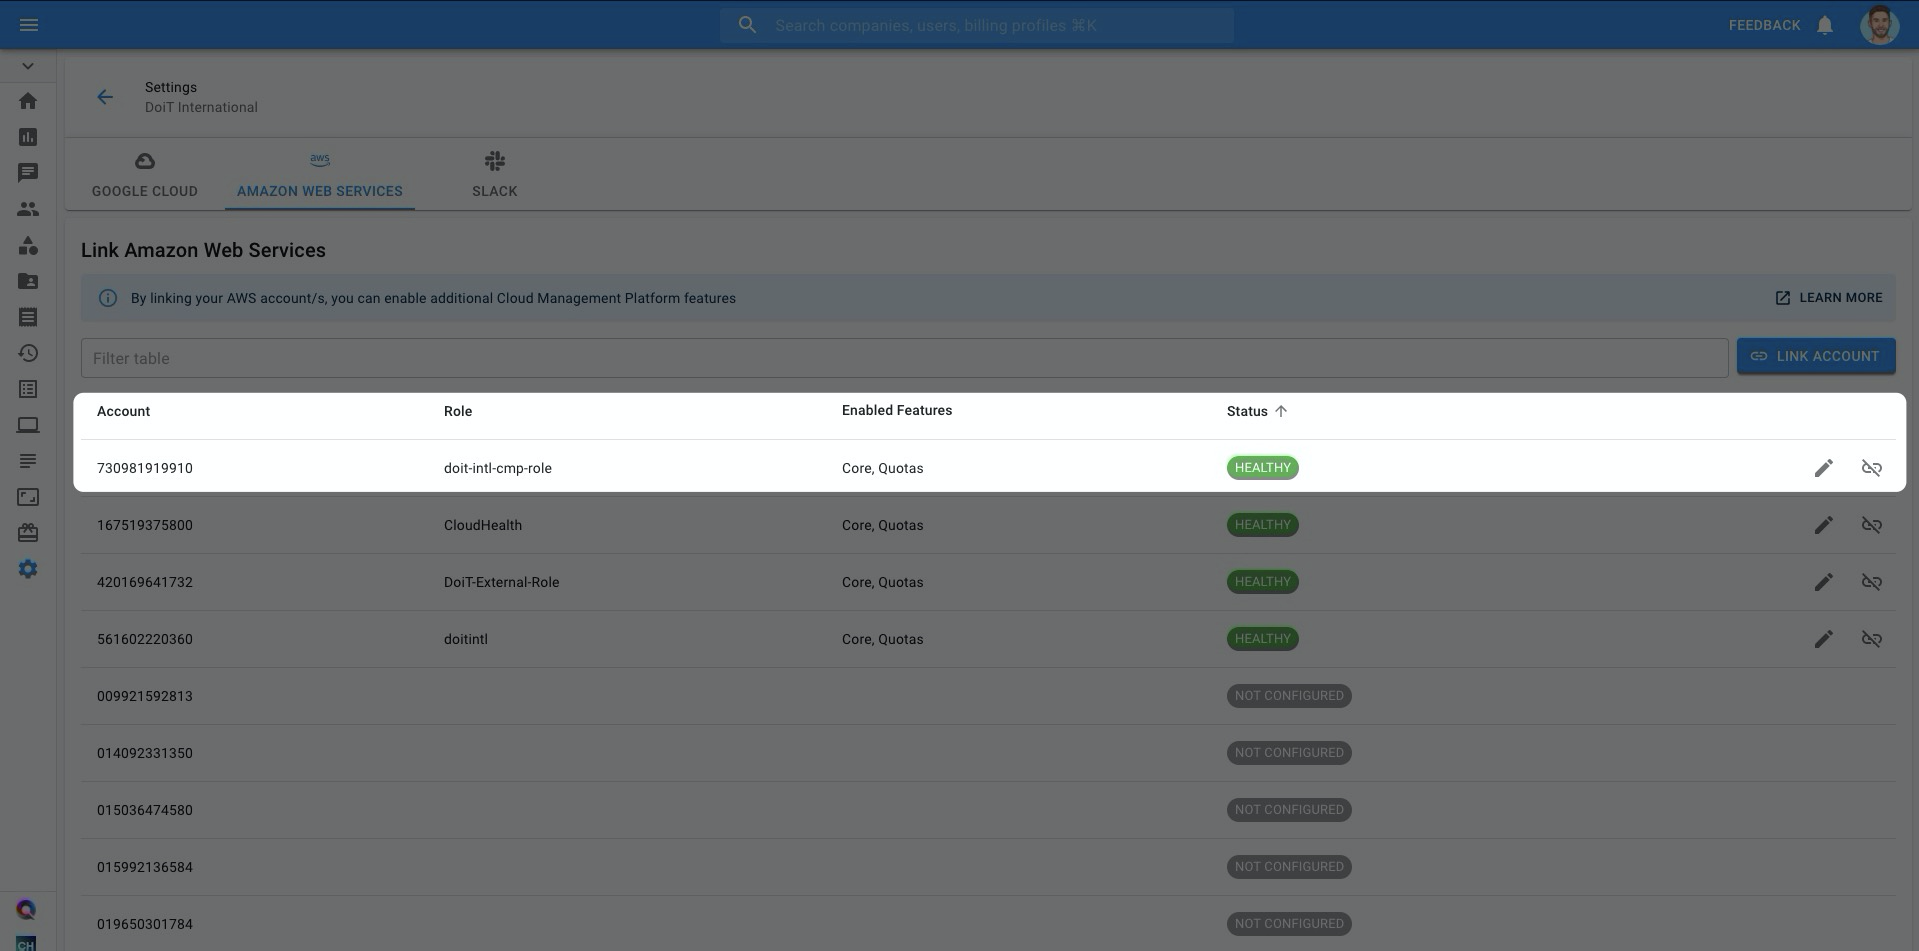 Search companies, users, billing profiles ⌘K
FEEDBACK
Settings
DoiT International
aws
GOOGLE CLOUD
AMAZON WEB SERVICES
SLACK
Link Amazon Web Services
By linking your AWS account/s, you can enable additional Cloud Management Platform features
LEARN MORE
Filter table
LINK ACCOUNT
Account Role Enabled Features Status
730981919910 doit-intl-cmp-role Core, Quotas HEALTHY
167519375800 CloudHealth Core, Quotas HEALTHY
420169641732 DoiT-External-Role Core, Quotas HEALTHY
561602220360 doitintl Core, Quotas HEALTHY
009921592813 NOT CONFIGURED
014092331350 NOT CONFIGURED
015036474580 NOT CONFIGURED
015992136584 NOT CONFIGURED
019650301784 NOT CONFIGURED
CH